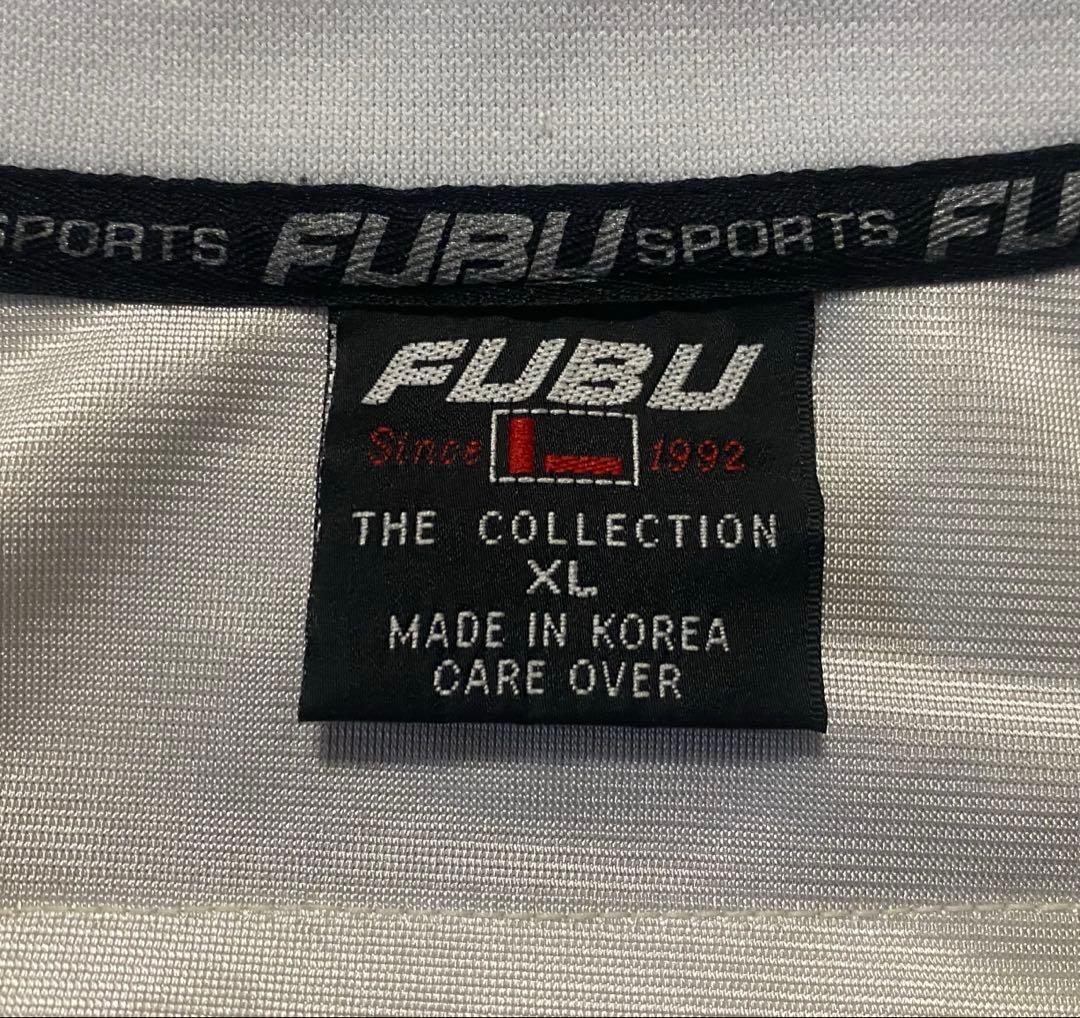 SPORTS FUBU SPORTS FU
FUBU
Since 1992
THE COLLECTION
XL
MADE IN KOREA
CARE OVER